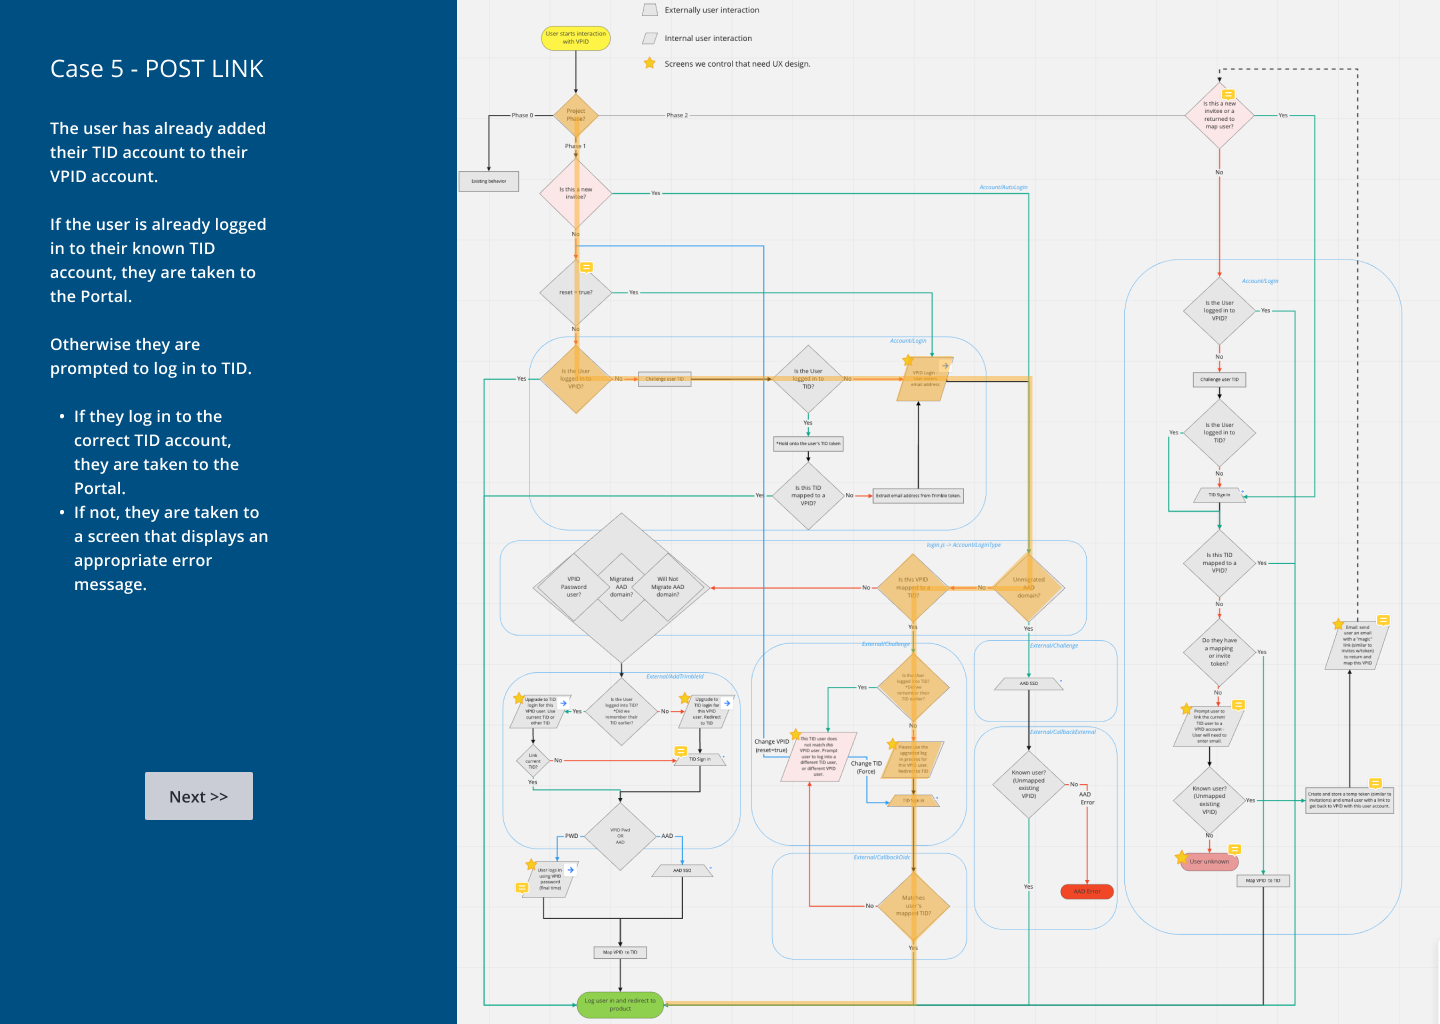 Case 5 - POST LINK
The user has already added
their TID account to their
VPID account.
If the user is already logged
in to their known TID
account, they are taken to
the Portal.
Otherwise they are
prompted to log in to TID.
• If they log in to the
correct TID account,
they are taken to the
Portal.
• If not, they are taken to
a screen that displays an
appropriate error
message.
Next >>
Externally user interaction
Internal user interaction
Screens we control that need UX design.
User starts interaction
with VPID
Project
Phase?
Phase 0
Phase 2
Phase 1
Existing behavior
Is this a new
invitee?
Yes
Account/AutoLogin
No
reset = true?
Yes
No
Account/Login
Is the User
logged in to
VPID?
Yes
No
Challenge user TID
Is the User
logged in to
TID?
No
VPID Login
email address
Yes
*Hold onto the user's TID token
Is this TID
mapped to a
VPID?
Yes
No
Extract email address from Trimble token.
login.js -> Account/LoginType
VPID
Password
user?
Migrated
AAD
domain?
Will Not
Migrate AAD
domain?
No
Is this VPID
mapped to a
TID?
No
Unmigrated
AAD
domain?
Yes
Yes
External/AddTrimbleId
Upgrade to TID
login for this
VPID user. Use
current TID or
other TID
Yes
Is the User
logged into TID?
*Did we
remember their
TID earlier?
No
Upgrade to
TID login for
this VPID
user. Redirect
to TID
Link
current
TID?
No
TID Sign in
Yes
VPID Pwd
OR
AAD
PWD
AAD
User log in
using VPID
password
(final time)
AAD SSO
Map VPID to TID
Log user in and redirect to
product
External/Challenge
Is the User
logged into TID?
*Did we
remember their
TID earlier?
Yes
No
This TID user does
not match this
VPID user. Prompt
user to log into a
different TID user,
or different VPID
user.
Change VPID
(reset=true)
Change TID
(Force)
Please use the
upgraded log
in process for
this VPID user.
Redirect to TID
TID Sign in
External/CallbackOidc
Matches
user's
mapped TID?
No
Yes
External/Challenge
AAD SSO
External/CallbackExternal
Known user?
(Unmapped
existing
VPID)
No
AAD
Error
Yes
AAD Error
Is this a new
invitee or a
returned to
map user?
Yes
No
Account/Login
Is the User
logged in to
VPID?
Yes
No
Challenge user TID
Is the User
logged in to
TID?
Yes
No
TID Sign in
Is this TID
mapped to a
VPID?
Yes
No
Do they have
a mapping
or invite
token?
Yes
No
Prompt user to
link the current
TID user to a
VPID account -
User will need to
enter email.
Known user?
(Unmapped
existing
VPID)
Yes
No
User unknown
Map VPID to TID
Create and store a temp token (similar to
invitations) and email user with a link to
get back to VPID with this user account.
Email: send
user an email
with a "magic"
link (similar to
invites w/token)
to return and
map this VPID